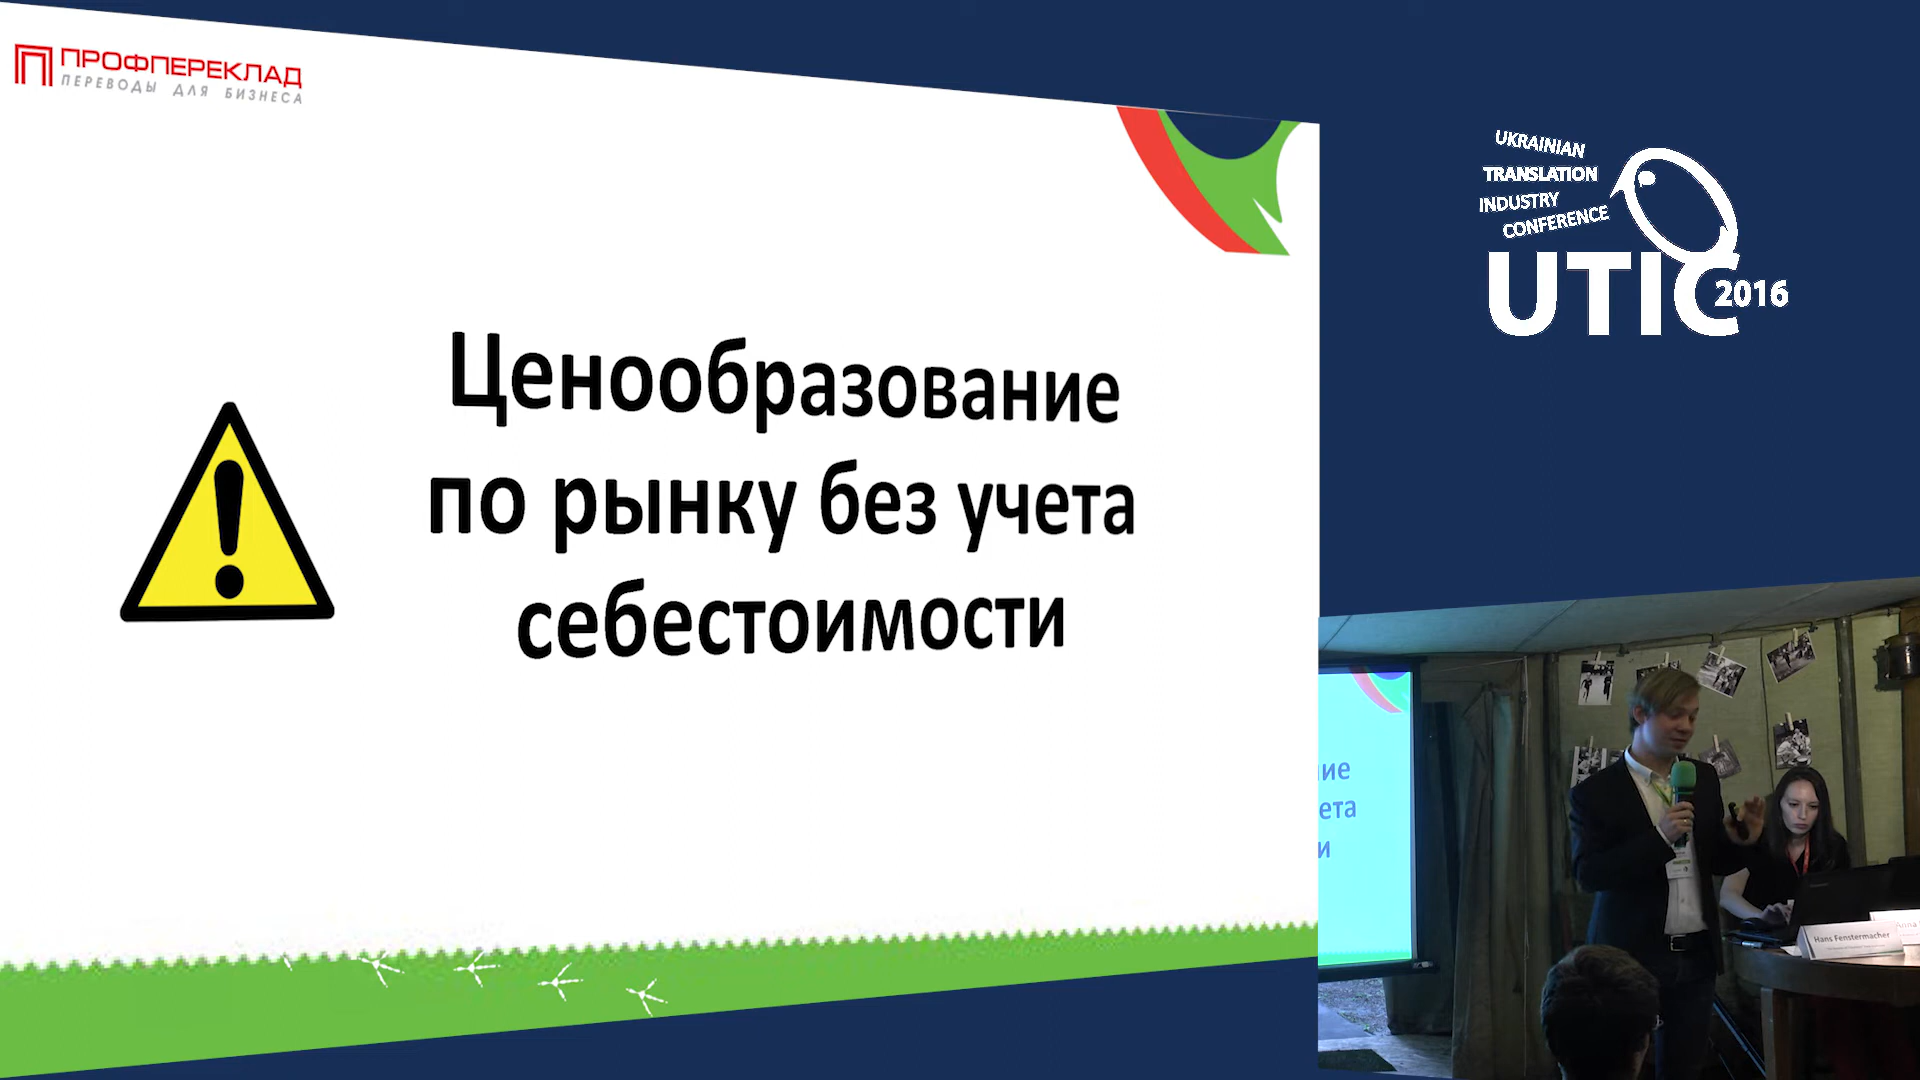 ПРОФПЕРЕКЛАД
ПЕРЕВОДЫ ДЛЯ БИЗНЕСА
Ценообразование
по рынку без учета
себестоимости
UKRAINIAN
TRANSLATION
INDUSTRY
CONFERENCE
UTIC
2016
ие
ета
и
Hans Fenstermacher